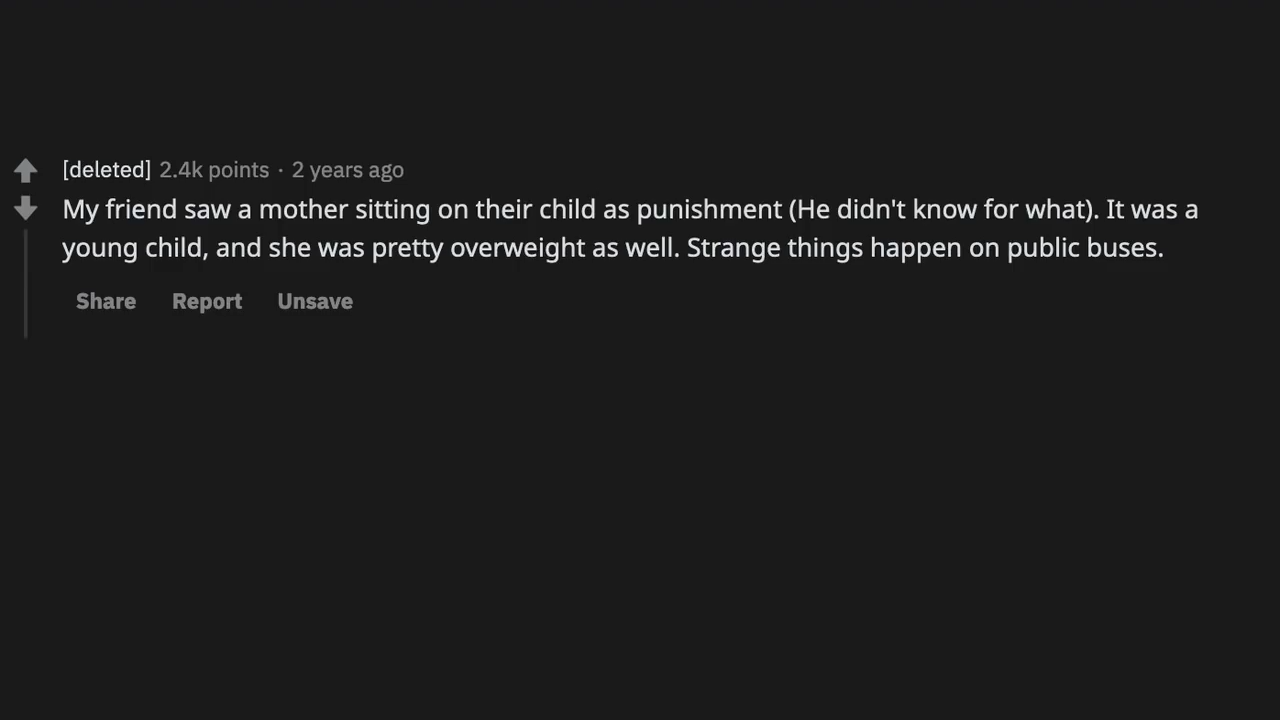 [deleted] 2.4k points · 2 years ago
My friend saw a mother sitting on their child as punishment (He didn't know for what). It was a
young child, and she was pretty overweight as well. Strange things happen on public buses.
Share Report Unsave